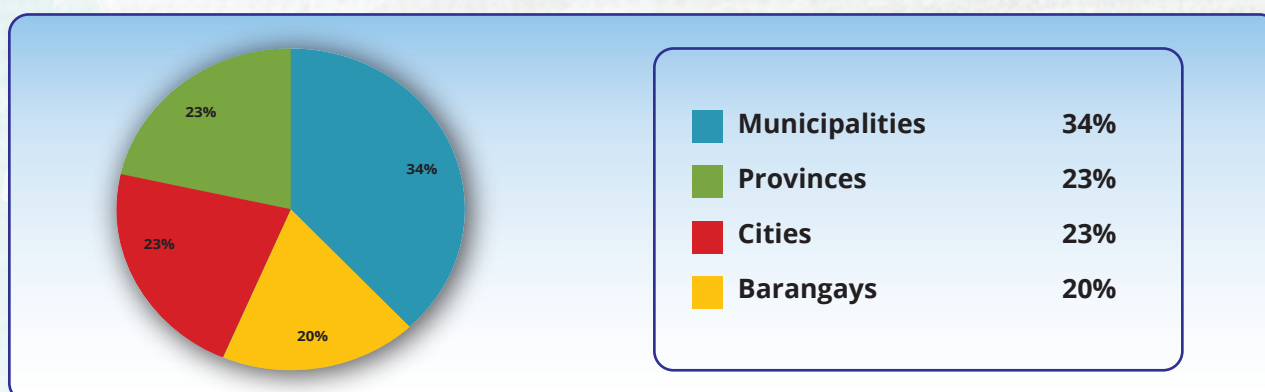 23%
34%
23%
20%
Municipalities 34%
Provinces 23%
Cities 23%
Barangays 20%